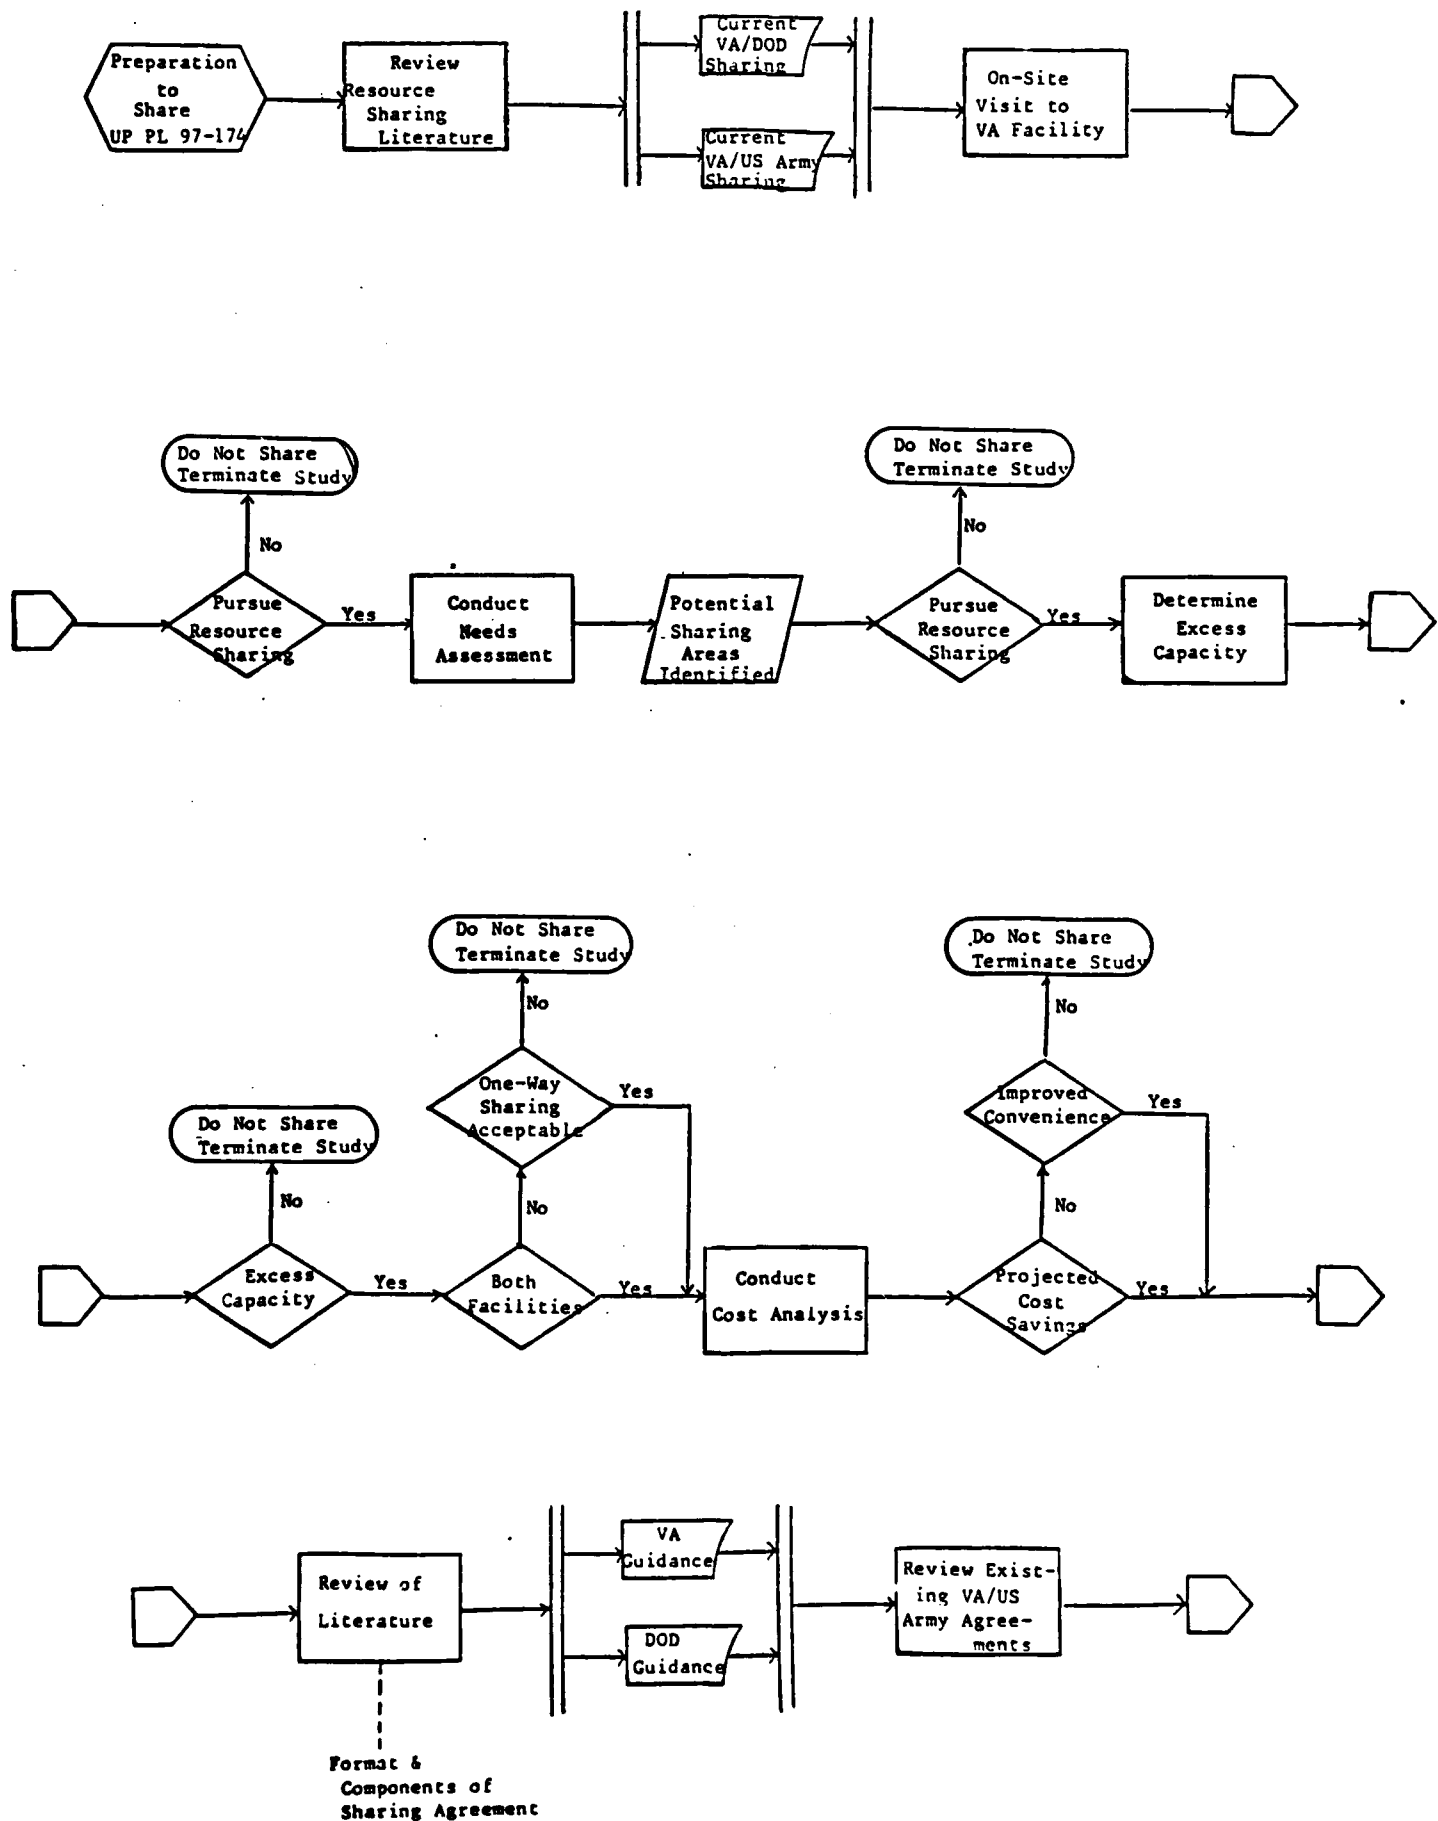 Preparation
to
Share
UP PL 97-174
Review
Resource
Sharing
Literature
Current
VA/DOD
Sharing
Current
VA/US Army
Sharing
On-Site
Visit to
VA Facility
Do Not Share
Terminate Study
No
Pursue
Resource
Sharing
Yes
Conduct
Needs
Assessment
Potential
Sharing
Areas
Identified
Do Not Share
Terminate Study
No
Pursue
Resource
Sharing
Yes
Determine
Excess
Capacity
Do Not Share
Terminate Study
No
Excess
Capacity
Yes
Do Not Share
Terminate Study
No
One-Way
Sharing
Acceptable
Yes
No
Both
Facilities
Yes
Conduct
Cost Analysis
Do Not Share
Terminate Study
No
Improved
Convenience
Yes
No
Projected
Cost
Savings
Yes
Review of
Literature
Format &
Components of
Sharing Agreement
VA
Guidance
DOD
Guidance
Review Exist-
ing VA/US
Army Agree-
ments